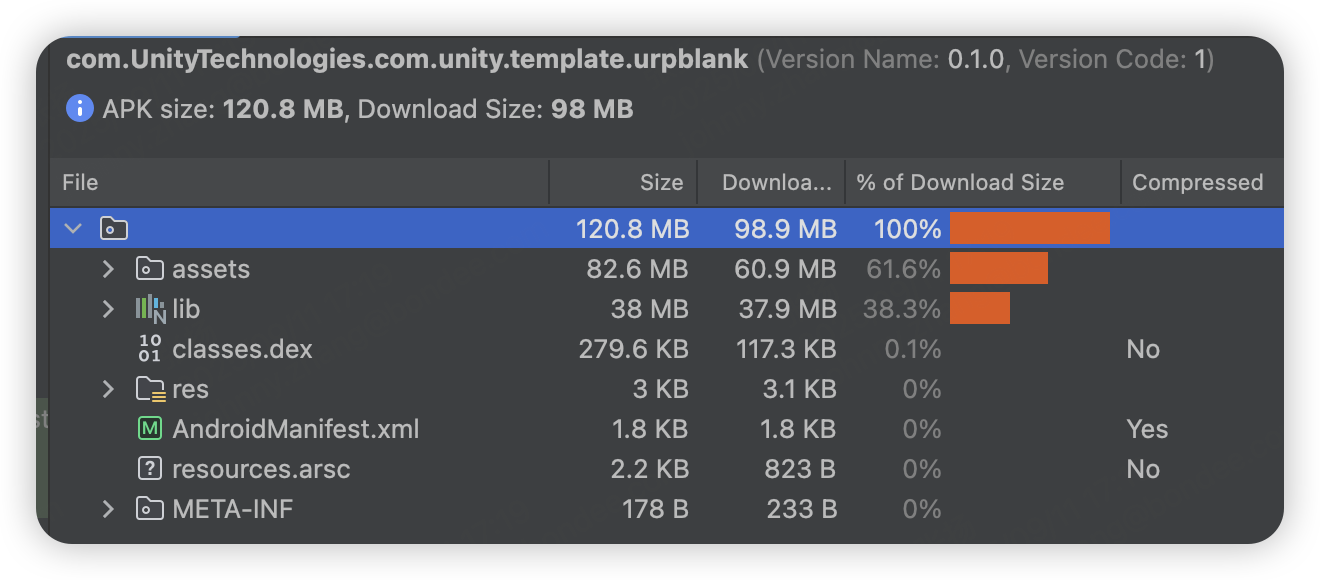 com.UnityTechnologies.com.unity.template.urpblank (Version Name: 0.1.0, Version Code: 1)
APK size: 120.8 MB, Download Size: 98 MB
File Size Downloa... % of Download Size Compressed
120.8 MB 98.9 MB 100%
assets 82.6 MB 60.9 MB 61.6%
lib 38 MB 37.9 MB 38.3%
classes.dex 279.6 KB 117.3 KB 0.1% No
res 3 KB 3.1 KB 0%
AndroidManifest.xml 1.8 KB 1.8 KB 0% Yes
resources.arsc 2.2 KB 823 B 0% No
META-INF 178 B 233 B 0%